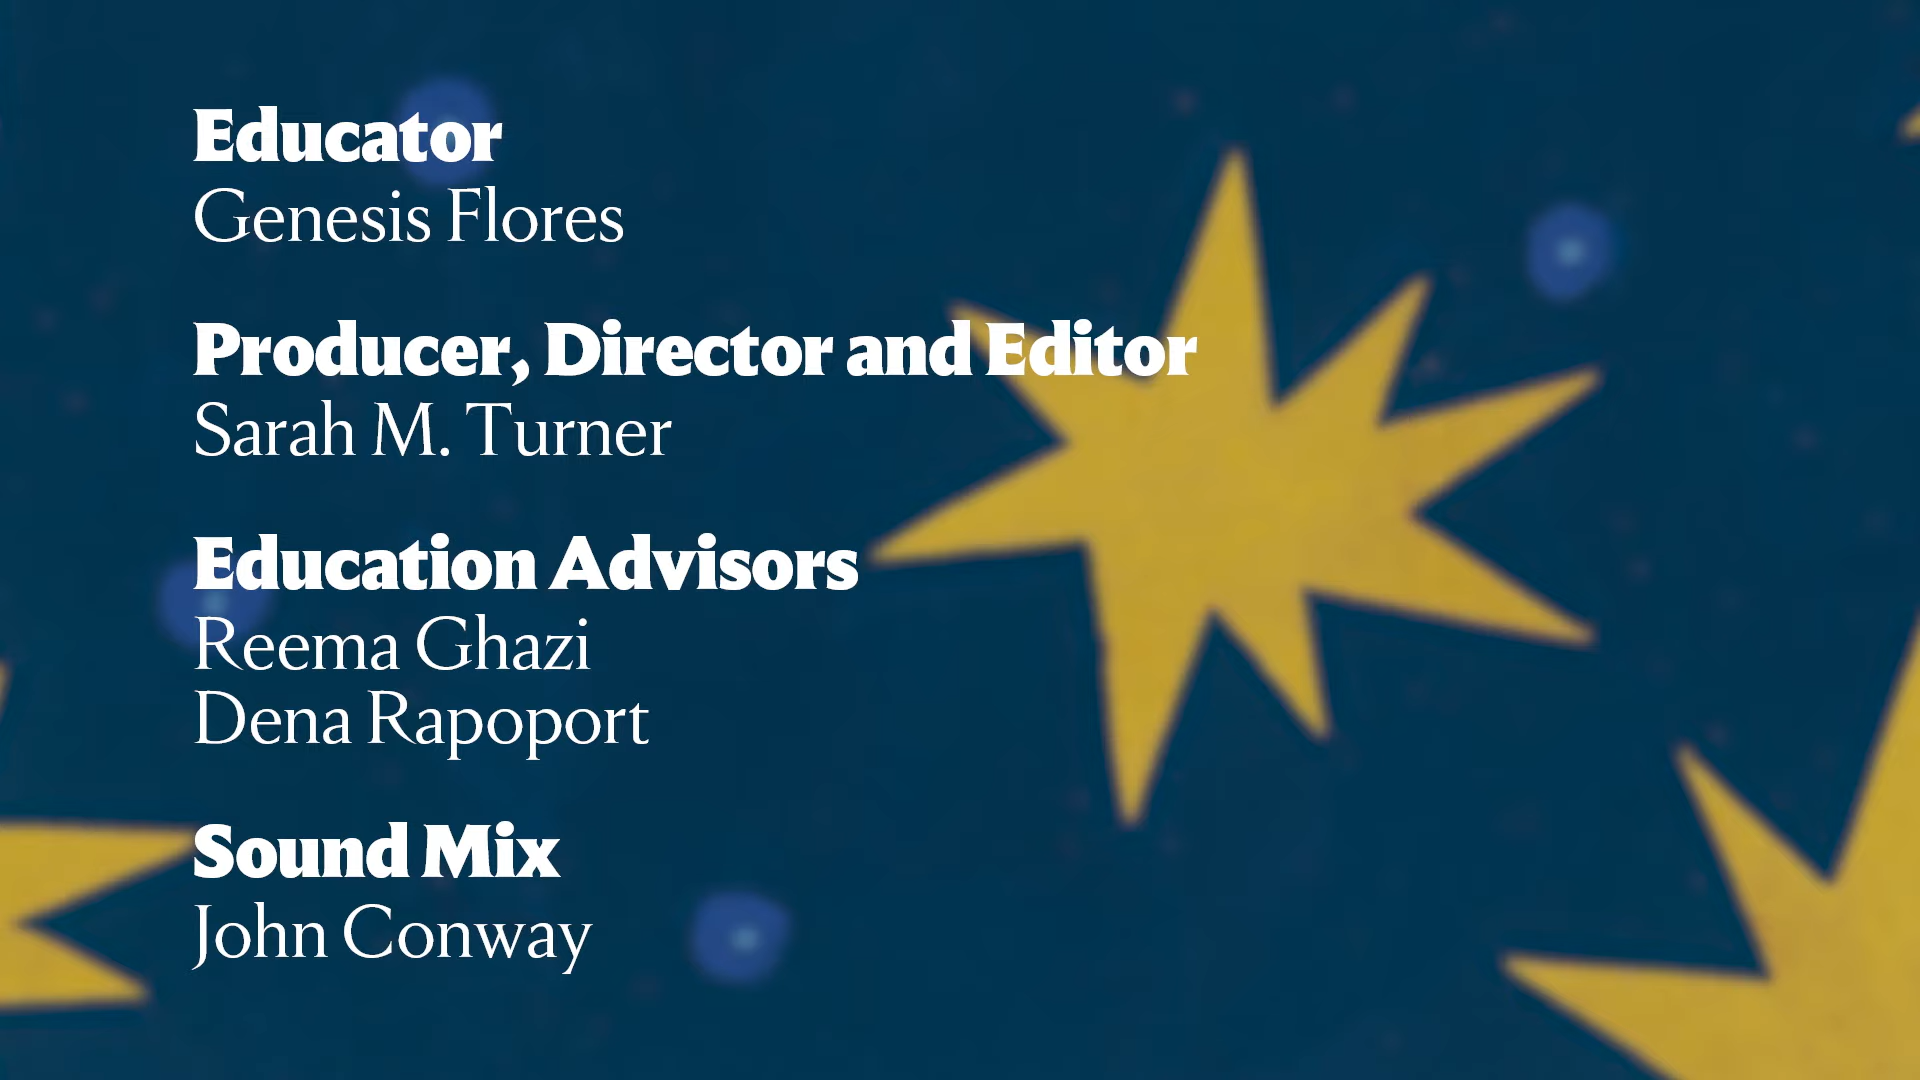 Educator
Genesis Flores
Producer, Director and Editor
Sarah M. Turner
Education Advisors
Reema Ghazi
Dena Rapoport
Sound Mix
John Conway